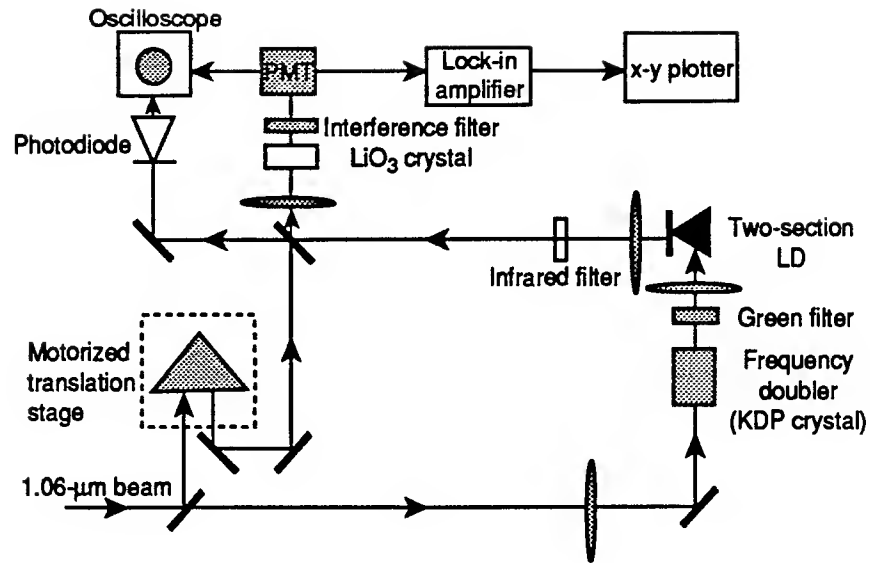 Oscilloscope
PMT
Lock-in
amplifier
x-y plotter
Photodiode
Interference filter
LiO₃ crystal
Infrared filter
Two-section
LD
Green filter
Frequency
doubler
(KDP crystal)
Motorized
translation
stage
1.06-μm beam